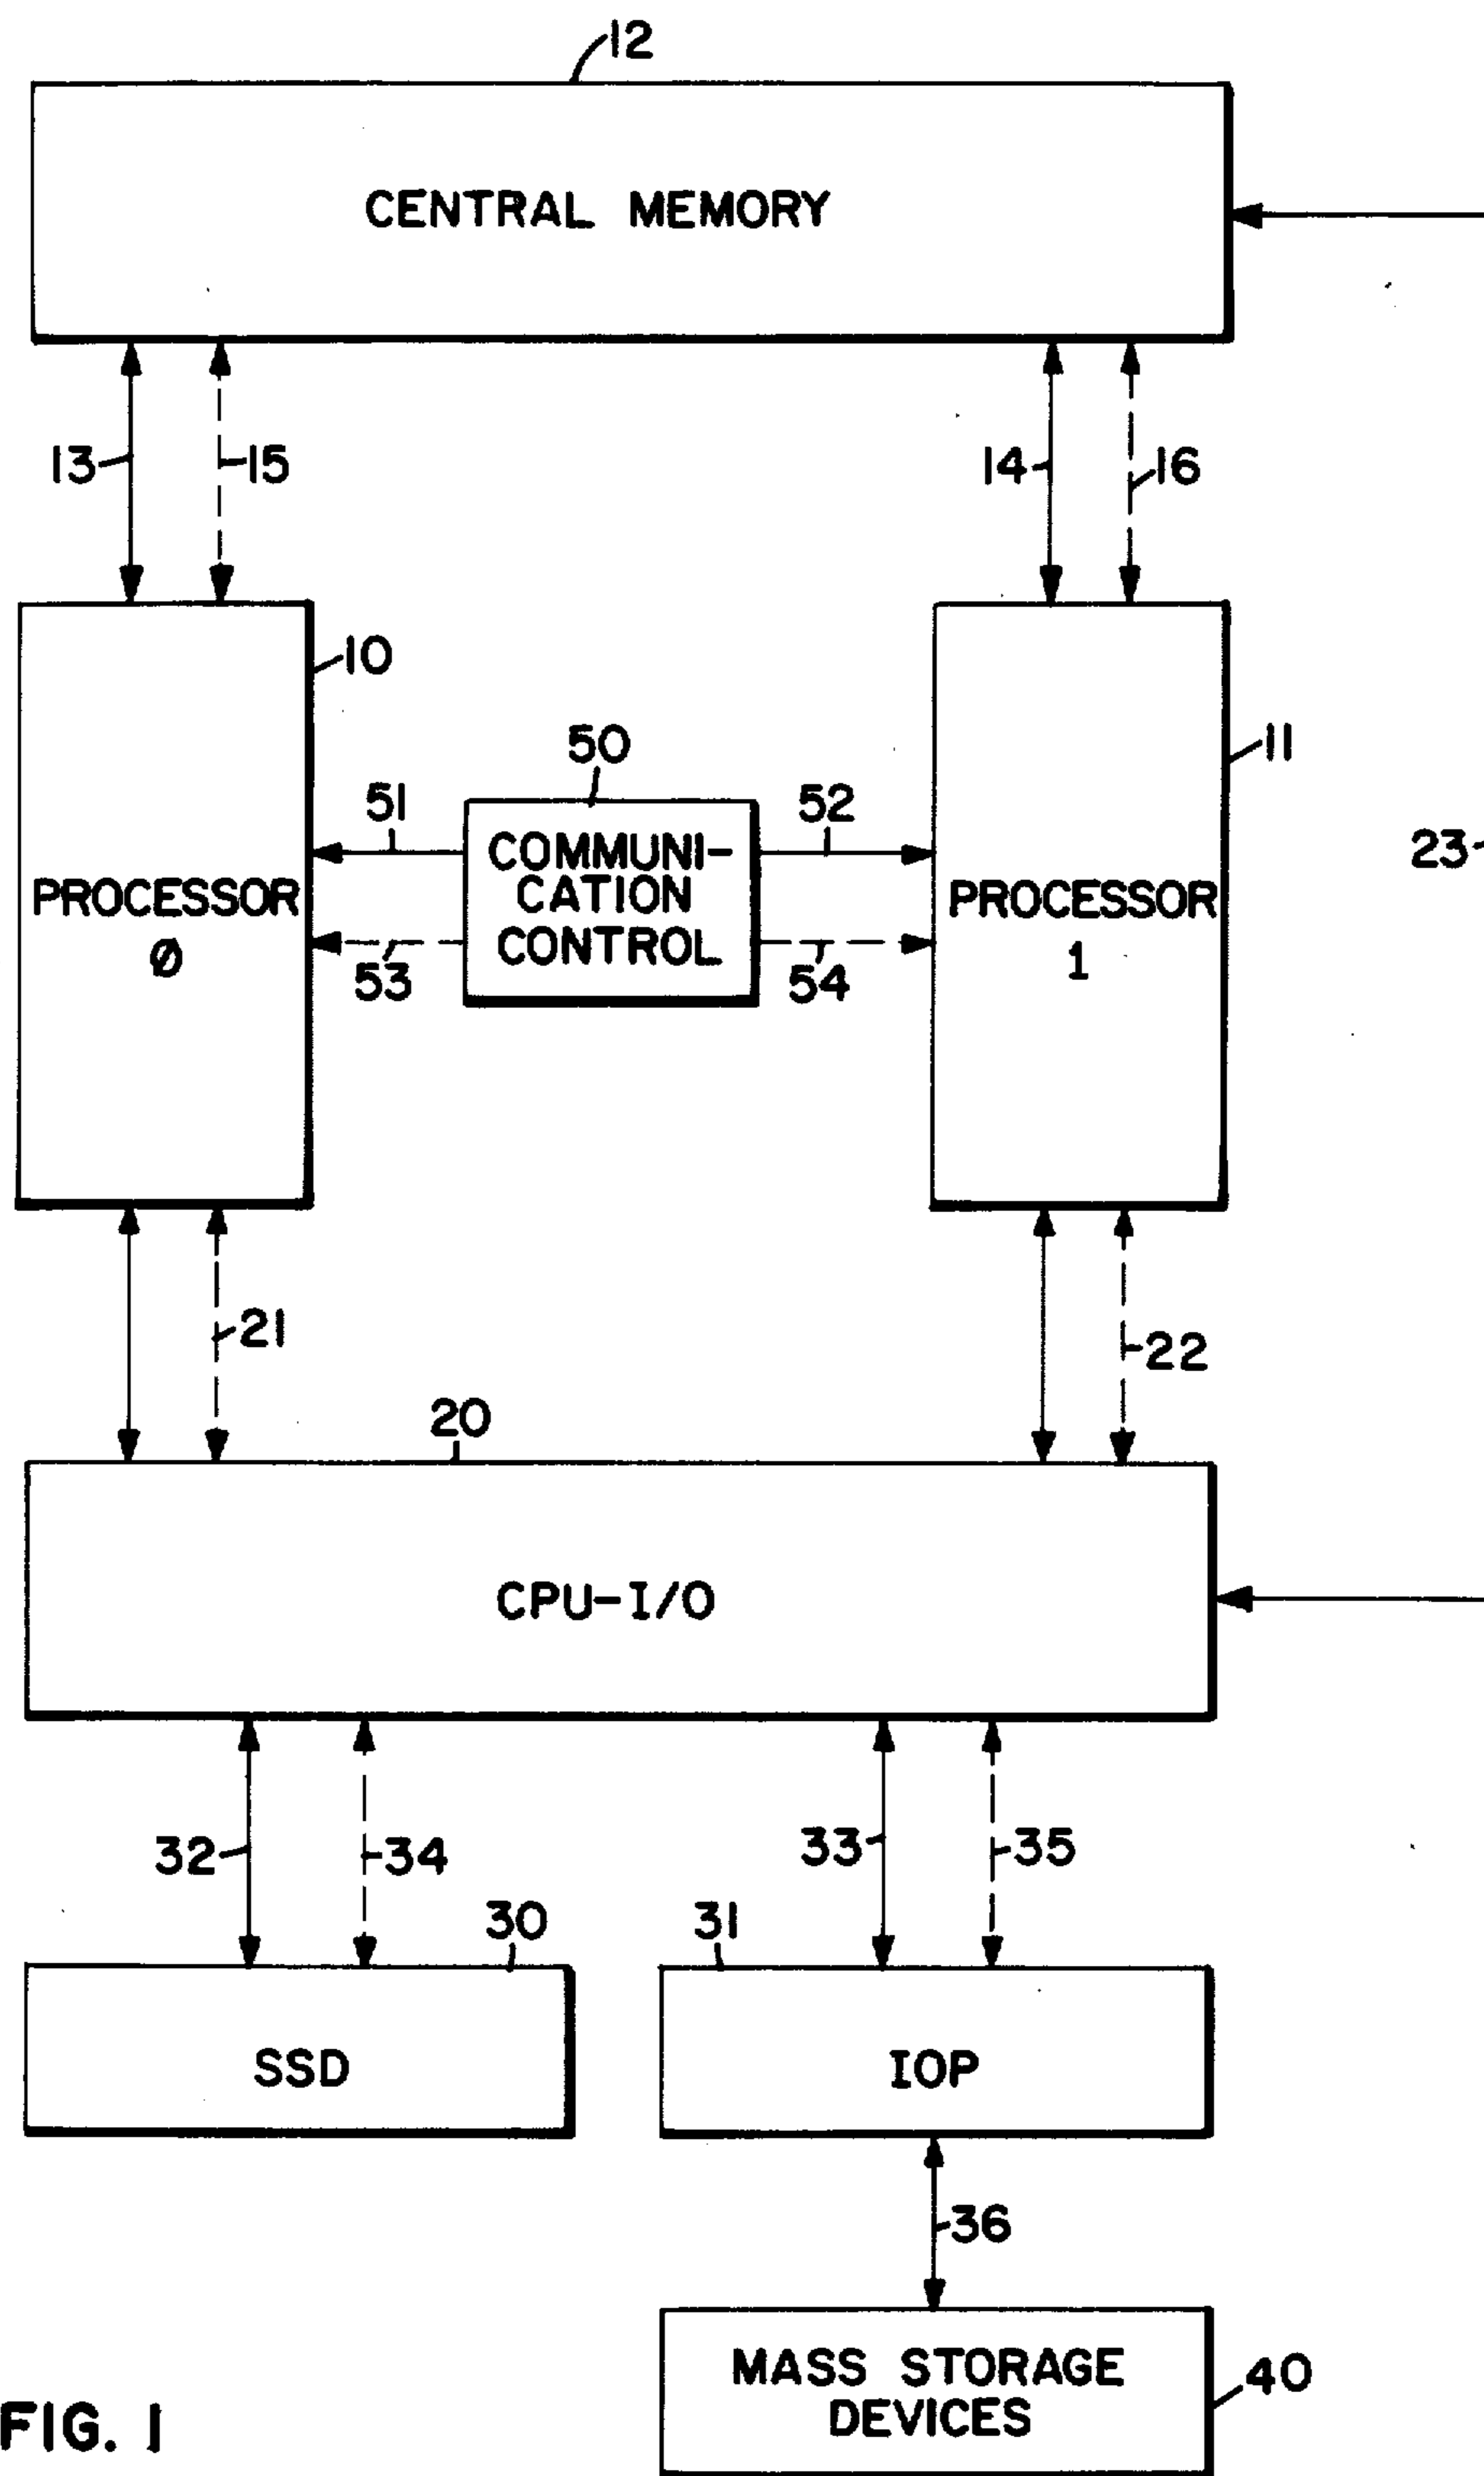 12
CENTRAL MEMORY
13
15
14
16
10
11
50
51
52
23
COMMUNI-
CATION
CONTROL
PROCESSOR
Ø
PROCESSOR
1
53
54
21
22
20
CPU-I/O
32
34
33
35
30
31
SSD
IOP
36
MASS STORAGE
DEVICES
40
FIG. 1